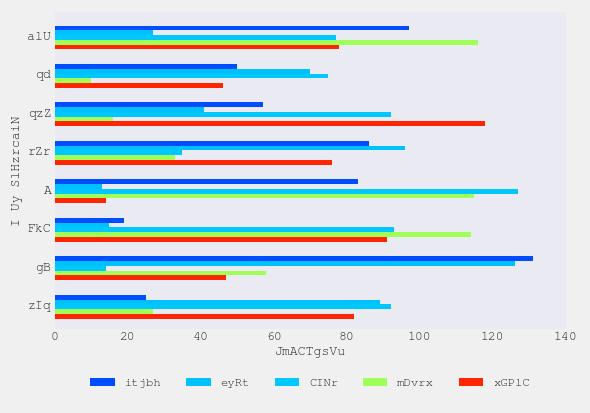 a1U
qd
qzZ
rZr
A
FkC
gB
zIq
I Uy SlHzrcaiN
0 20 40 60 80 100 120 140
JmACTgsVu
itjbh eyRt CINr mDvrx xGPlC